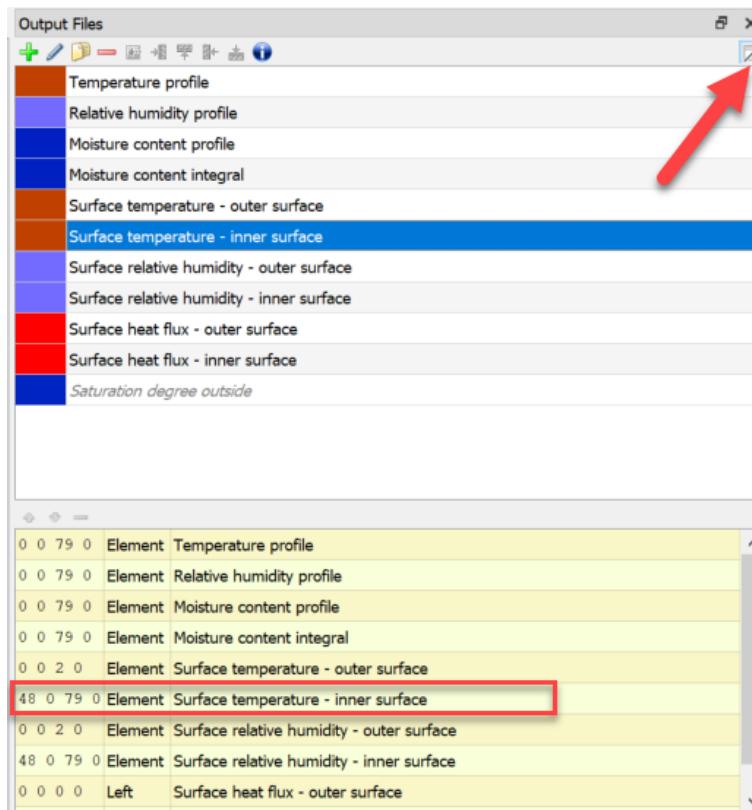 Output Files
Temperature profile
Relative humidity profile
Moisture content profile
Moisture content integral
Surface temperature - outer surface
Surface temperature - inner surface
Surface relative humidity - outer surface
Surface relative humidity - inner surface
Surface heat flux - outer surface
Surface heat flux - inner surface
Saturation degree outside
0 0 79 0 Element Temperature profile
0 0 79 0 Element Relative humidity profile
0 0 79 0 Element Moisture content profile
0 0 79 0 Element Moisture content integral
0 0 2 0 Element Surface temperature - outer surface
48 0 79 0 Element Surface temperature - inner surface
0 0 2 0 Element Surface relative humidity - outer surface
48 0 79 0 Element Surface relative humidity - inner surface
0 0 0 0 Left Surface heat flux - outer surface